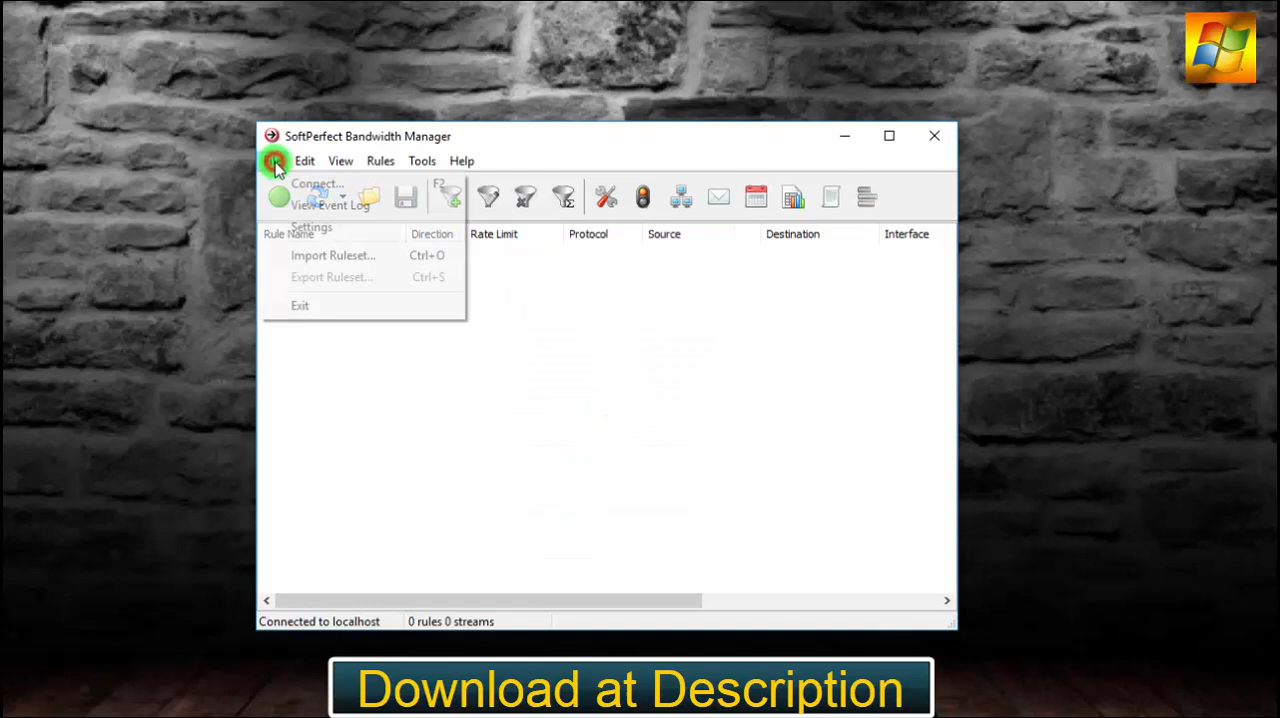 SoftPerfect Bandwidth Manager
Edit View Rules Tools Help
Connect... F2
View Event Log
Settings
Rule Name Direction Rate Limit Protocol Source Destination Interface
Import Ruleset... Ctrl+O
Export Ruleset... Ctrl+S
Exit
Connected to localhost 0 rules 0 streams
Download at Description